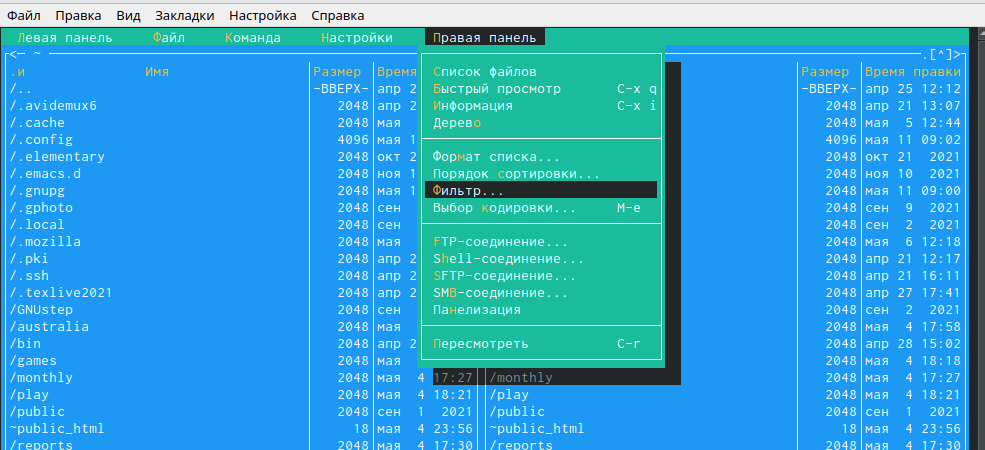 Файл Правка Вид Закладки Настройка Справка
Левая панель Файл Команда Настройки Правая панель
<— ~ .[^]>
.и Имя Размер Время Список файлов Размер Время правки
/.. -ВВЕРХ- апр 2 Быстрый просмотр C-x q -ВВЕРХ- апр 25 12:12
/.avidemux6 2048 апр 2 Информация C-x i 2048 апр 21 13:07
/.cache 2048 мая Дерево 2048 мая 5 12:44
/.config 4096 мая 1 4096 мая 11 09:02
/.elementary 2048 окт 2 Формат списка... 2048 окт 21 2021
/.emacs.d 2048 ноя 1 Порядок сортировки... 2048 ноя 10 2021
/.gnupg 2048 мая 1 Фильтр... 2048 мая 11 09:00
/.gphoto 2048 сен Выбор кодировки... M-e 2048 сен 9 2021
/.local 2048 сен 2048 сен 2 2021
/.mozilla 2048 мая FTP-соединение... 2048 мая 6 12:18
/.pki 2048 апр 2 Shell-соединение... 2048 апр 21 12:17
/.ssh 2048 апр 2 SFTP-соединение... 2048 апр 21 16:11
/.texlive2021 2048 апр 2 SMB-соединение... 2048 апр 27 17:41
/GNUstep 2048 сен Панелизация 2048 сен 2 2021
/australia 2048 мая 2048 мая 4 17:58
/bin 2048 апр 2 Пересмотреть C-r 2048 апр 28 15:02
/games 2048 мая 2048 мая 4 18:18
/monthly 2048 мая 4 17:27 /monthly 2048 мая 4 17:27
/play 2048 мая 4 18:21 /play 2048 мая 4 18:21
/public 2048 сен 1 2021 /public 2048 сен 1 2021
~public_html 18 мая 4 23:56 ~public_html 18 мая 4 23:56
/reports 2048 мая 4 17:30 /reports 2048 мая 4 17:30